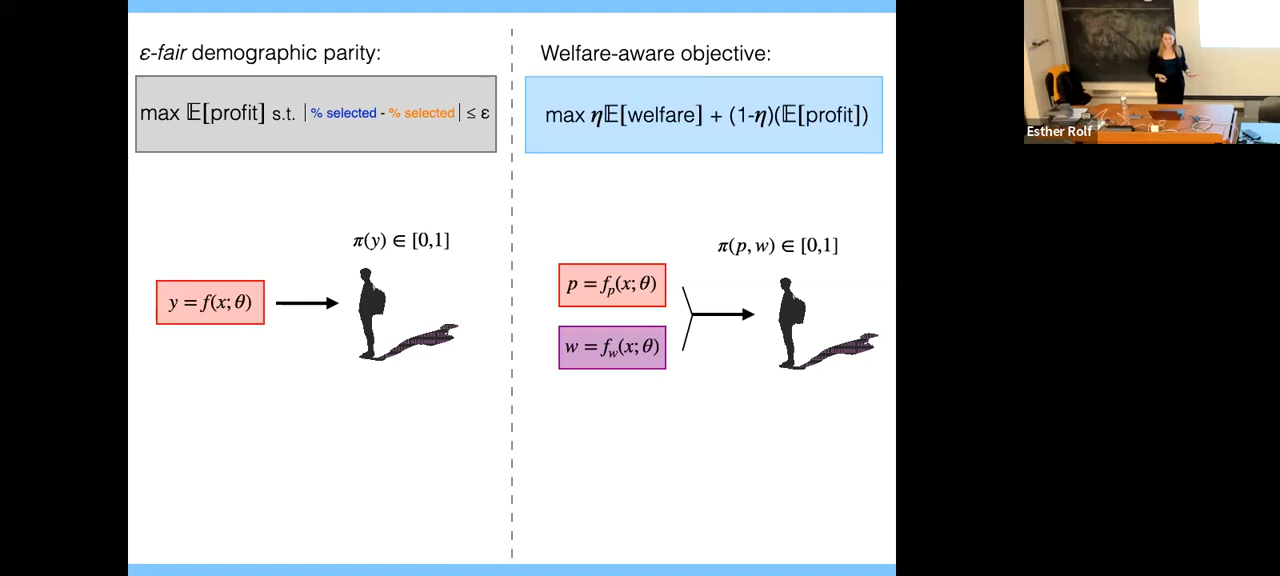 ε-fair demographic parity:
max 𝔼[profit] s.t. | % selected - % selected | ≤ ε
π(y) ∈ [0,1]
y = f(x; θ)
Welfare-aware objective:
max η𝔼[welfare] + (1-η)(𝔼[profit])
π(p, w) ∈ [0,1]
p = fₚ(x; θ)
w = f_w(x; θ)
Esther Rolf